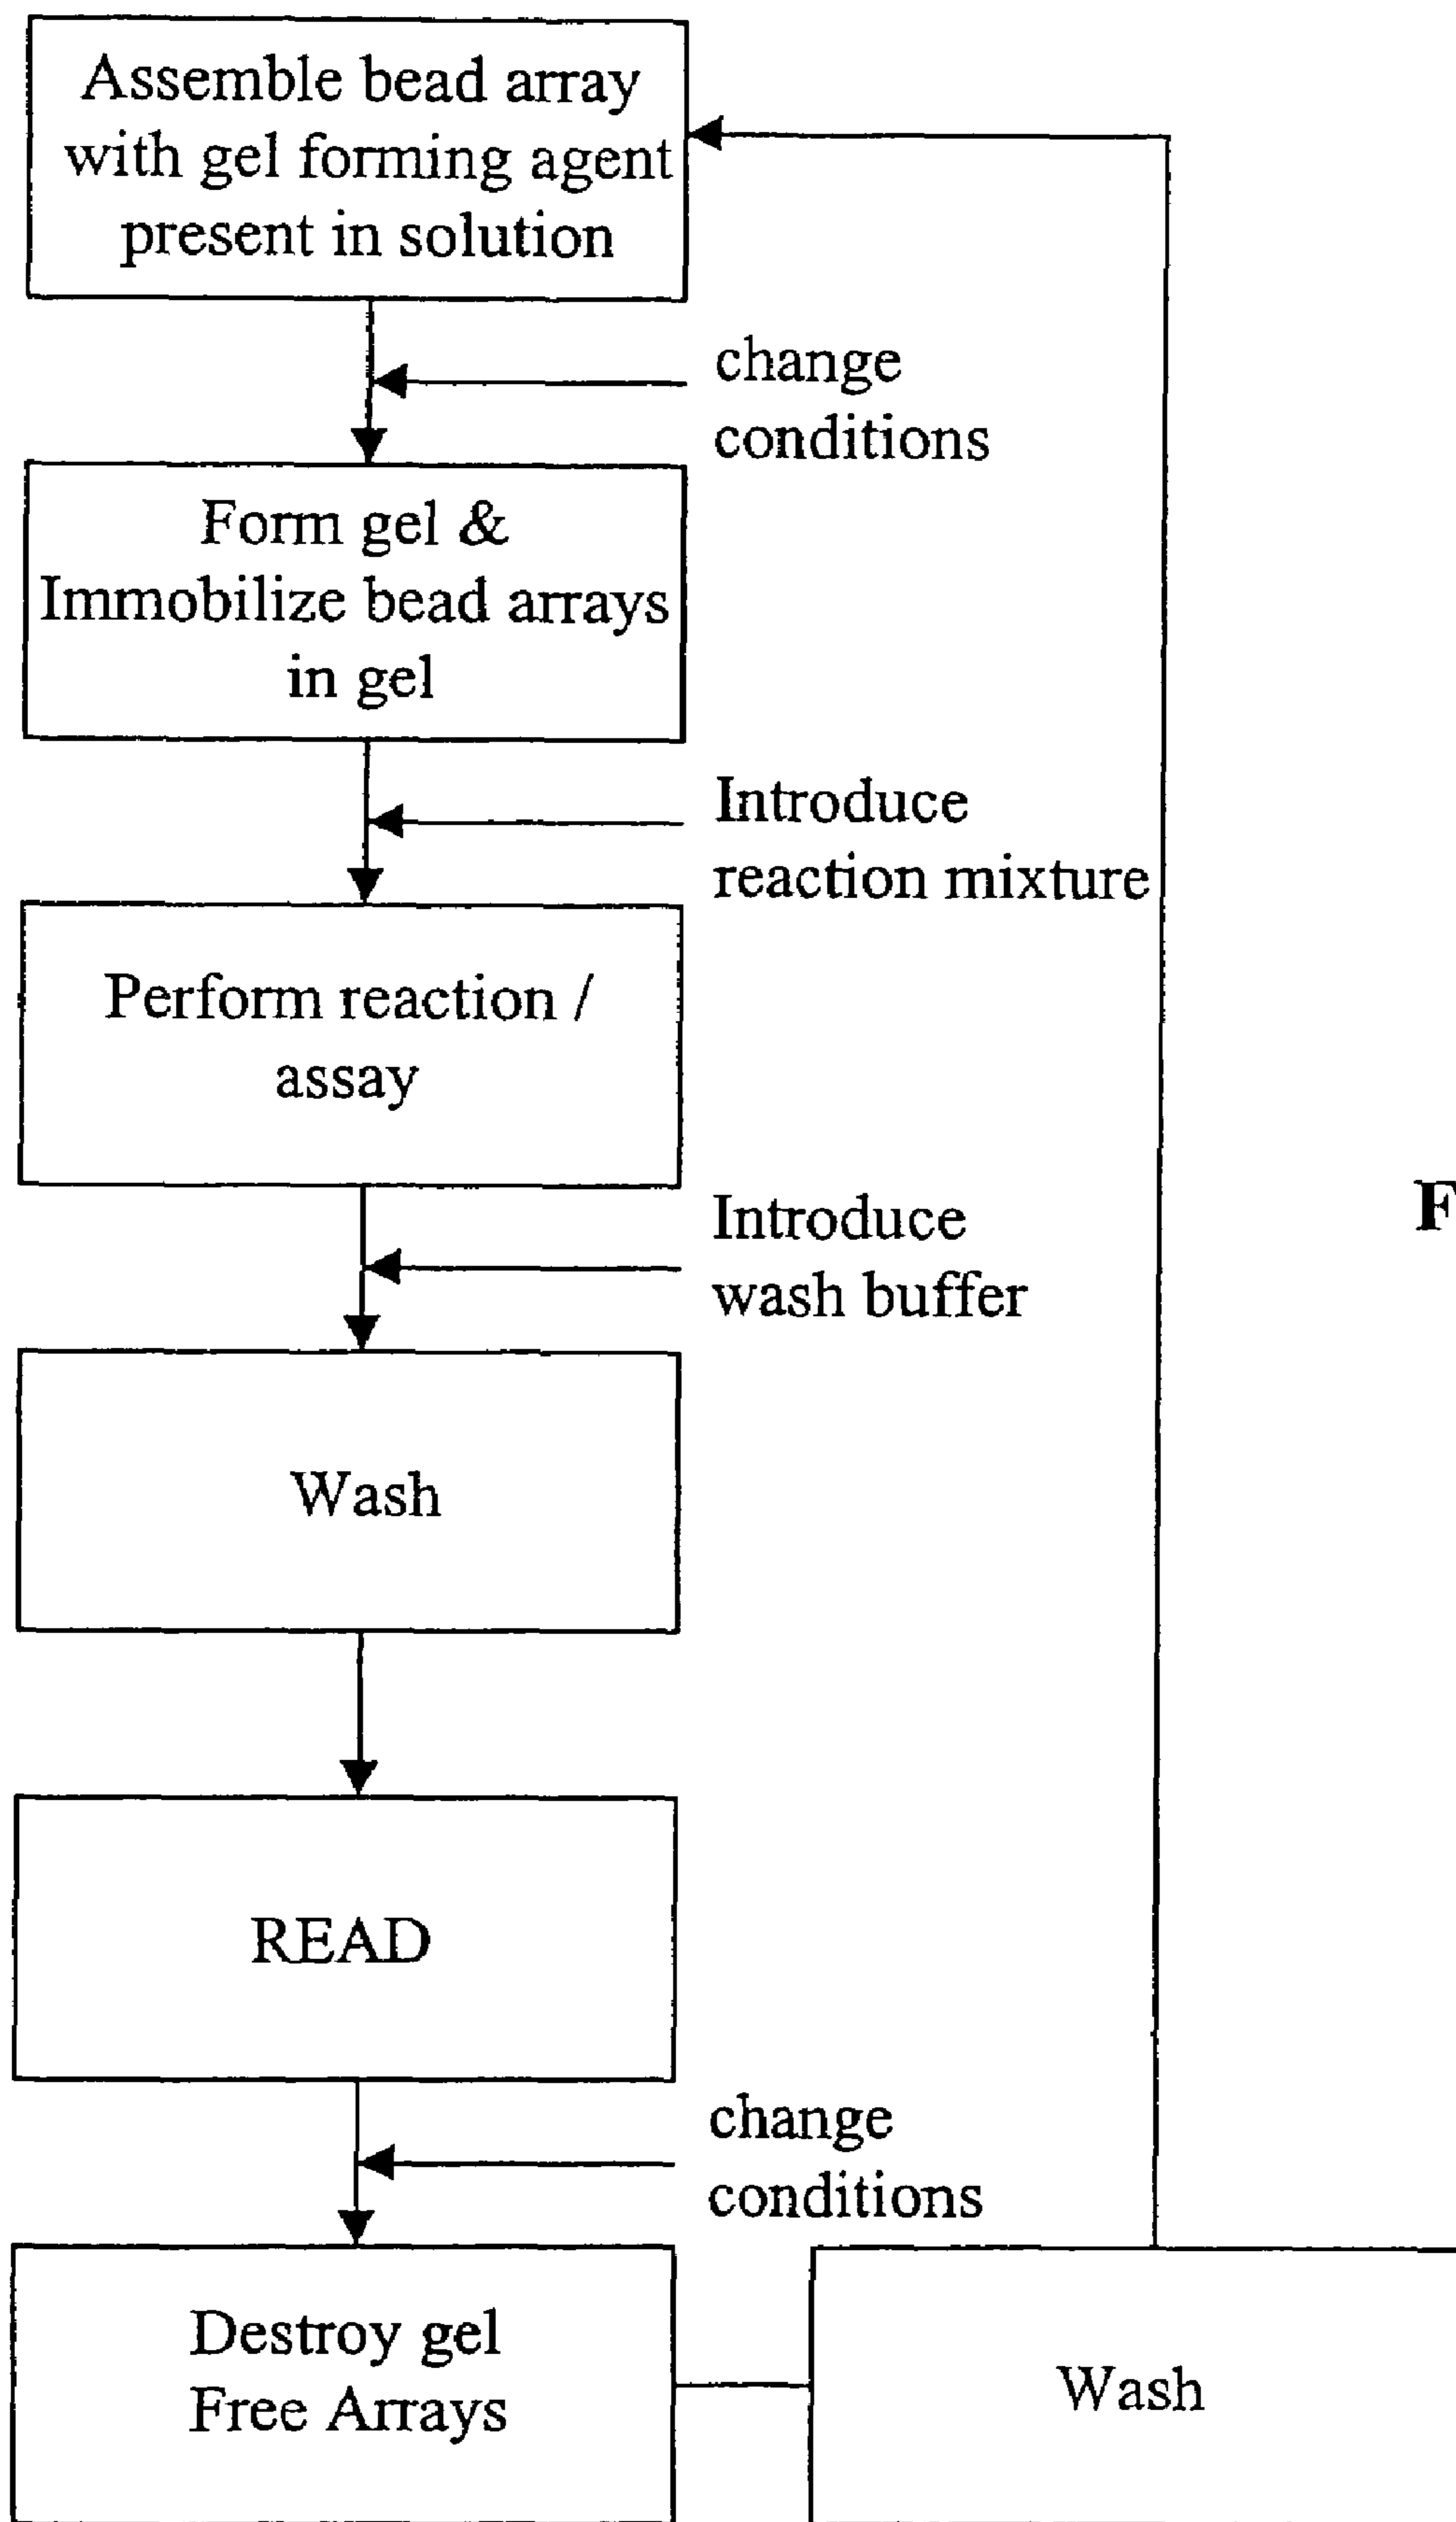 Assemble bead array
with gel forming agent
present in solution
change
conditions
Form gel &
Immobilize bead arrays
in gel
Introduce
reaction mixture
Perform reaction /
assay
Introduce
wash buffer
F
Wash
READ
change
conditions
Destroy gel
Free Arrays
Wash